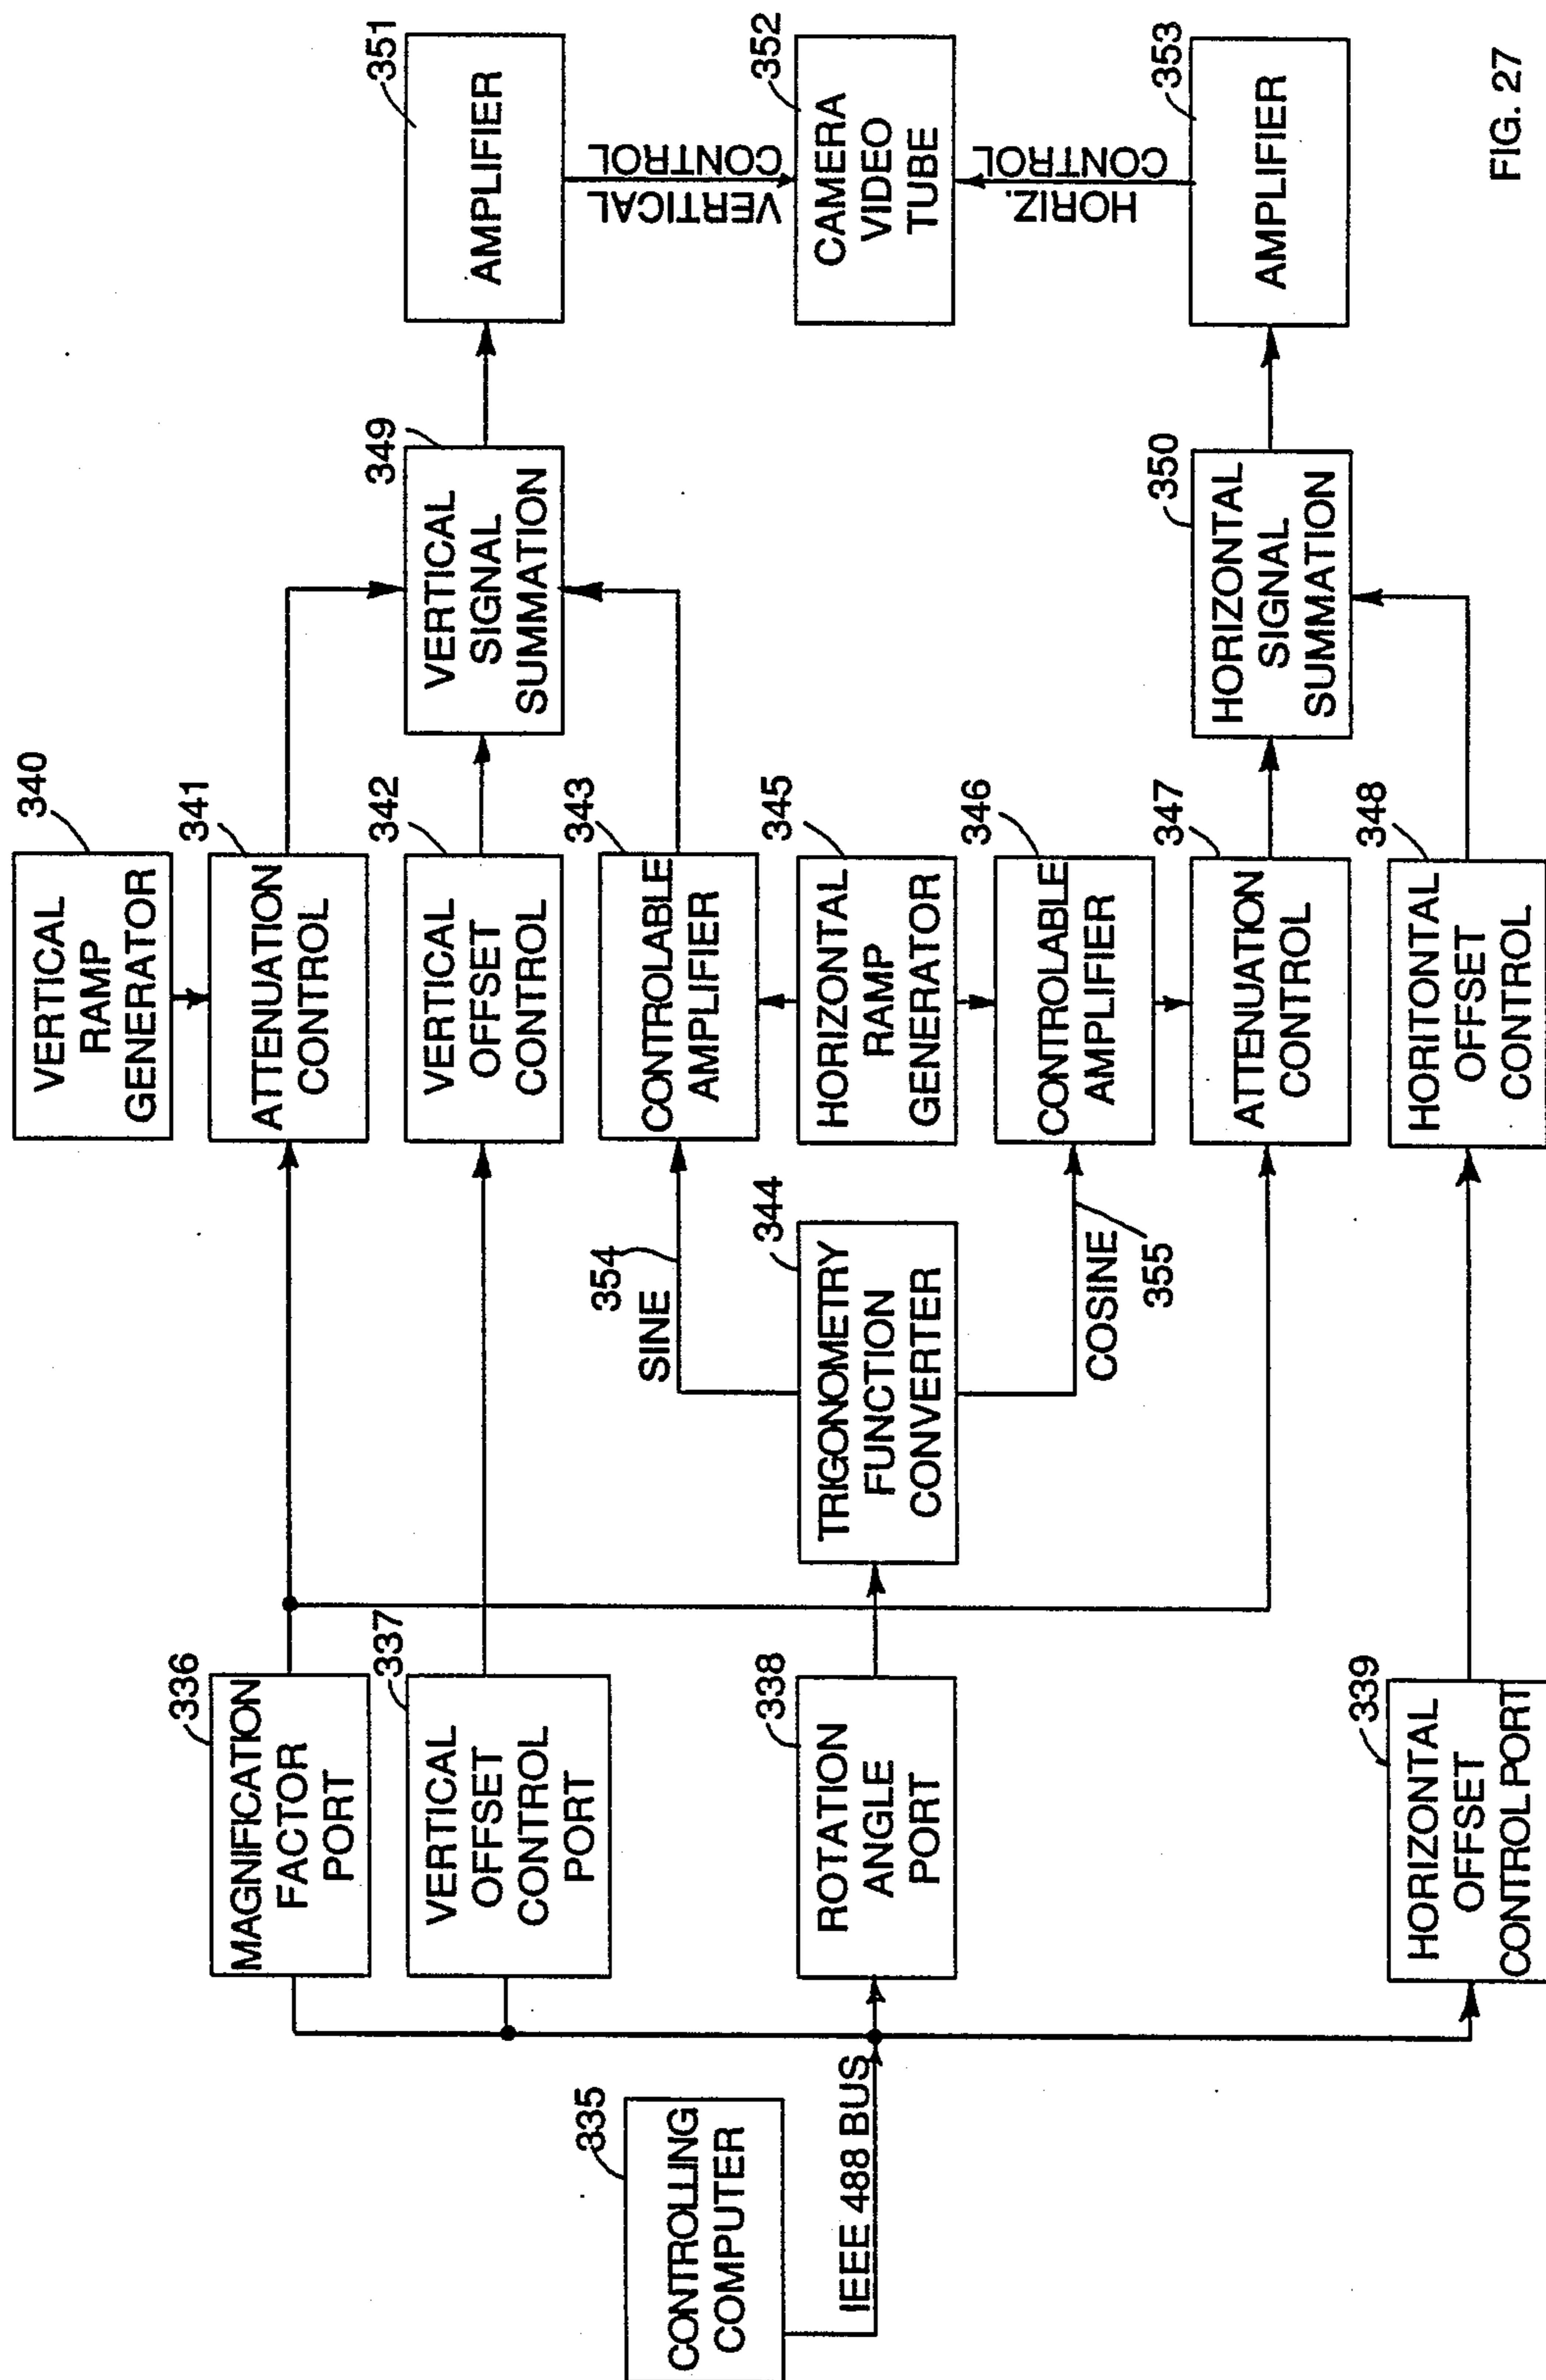 335
CONTROLLING
COMPUTER
IEEE 488 BUS
336
MAGNIFICATION
FACTOR
PORT
337
VERTICAL
OFFSET
CONTROL
PORT
338
ROTATION
ANGLE
PORT
339
HORIZONTAL
OFFSET
CONTROL PORT
344
TRIGONOMETRY
FUNCTION
CONVERTER
SINE
354
COSINE
355
340
VERTICAL
RAMP
GENERATOR
341
ATTENUATION
CONTROL
342
VERTICAL
OFFSET
CONTROL
343
CONTROLABLE
AMPLIFIER
345
HORIZONTAL
RAMP
GENERATOR
346
CONTROLABLE
AMPLIFIER
347
ATTENUATION
CONTROL
348
HORITONTAL
OFFSET
CONTROL
349
VERTICAL
SIGNAL
SUMMATION
350
HORIZONTAL
SIGNAL
SUMMATION
351
AMPLIFIER
VERTICAL
CONTROL
352
CAMERA
VIDEO
TUBE
HORIZ.
CONTROL
353
AMPLIFIER
FIG. 27